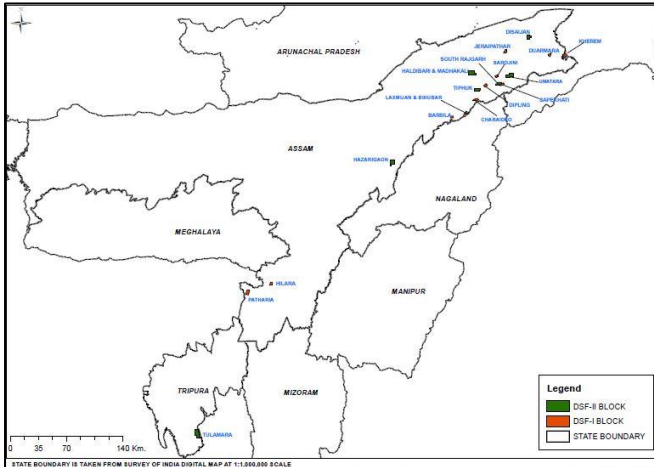 DISAIJAN
ARUNACHAL PRADESH
JERAIPATHAR
DUARMARA
KHEREM
SOUTH RAJGARH
SAROJINI
HALDIBARI & MADHAKALI
UMATARA
TIPHUK
SAPEKHATI
LAXMIJAN & BIHUBAR
DIPLING
BARSILA
CHARAIDEO
ASSAM
HAZARIGAON
NAGALAND
MEGHALAYA
HILARA
PATHARIA
MANIPUR
TRIPURA
MIZORAM
TULAMARA
Legend
DSF-II BLOCK
DSF-I BLOCK
STATE BOUNDARY
0 35 70 140 Km.
STATE BOUNDARY IS TAKEN FROM SURVEY OF INDIA DIGITAL MAP AT 1:1,000,000 SCALE